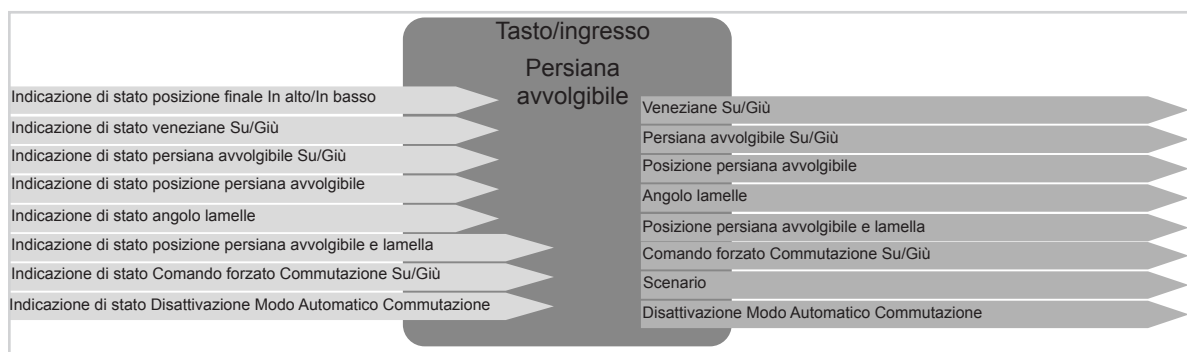 Tasto/ingresso
Persiana
avvolgibile
Indicazione di stato posizione finale In alto/In basso
Indicazione di stato veneziane Su/Giù
Indicazione di stato persiana avvolgibile Su/Giù
Indicazione di stato posizione persiana avvolgibile
Indicazione di stato angolo lamelle
Indicazione di stato posizione persiana avvolgibile e lamella
Indicazione di stato Comando forzato Commutazione Su/Giù
Indicazione di stato Disattivazione Modo Automatico Commutazione
Veneziane Su/Giù
Persiana avvolgibile Su/Giù
Posizione persiana avvolgibile
Angolo lamelle
Posizione persiana avvolgibile e lamella
Comando forzato Commutazione Su/Giù
Scenario
Disattivazione Modo Automatico Commutazione